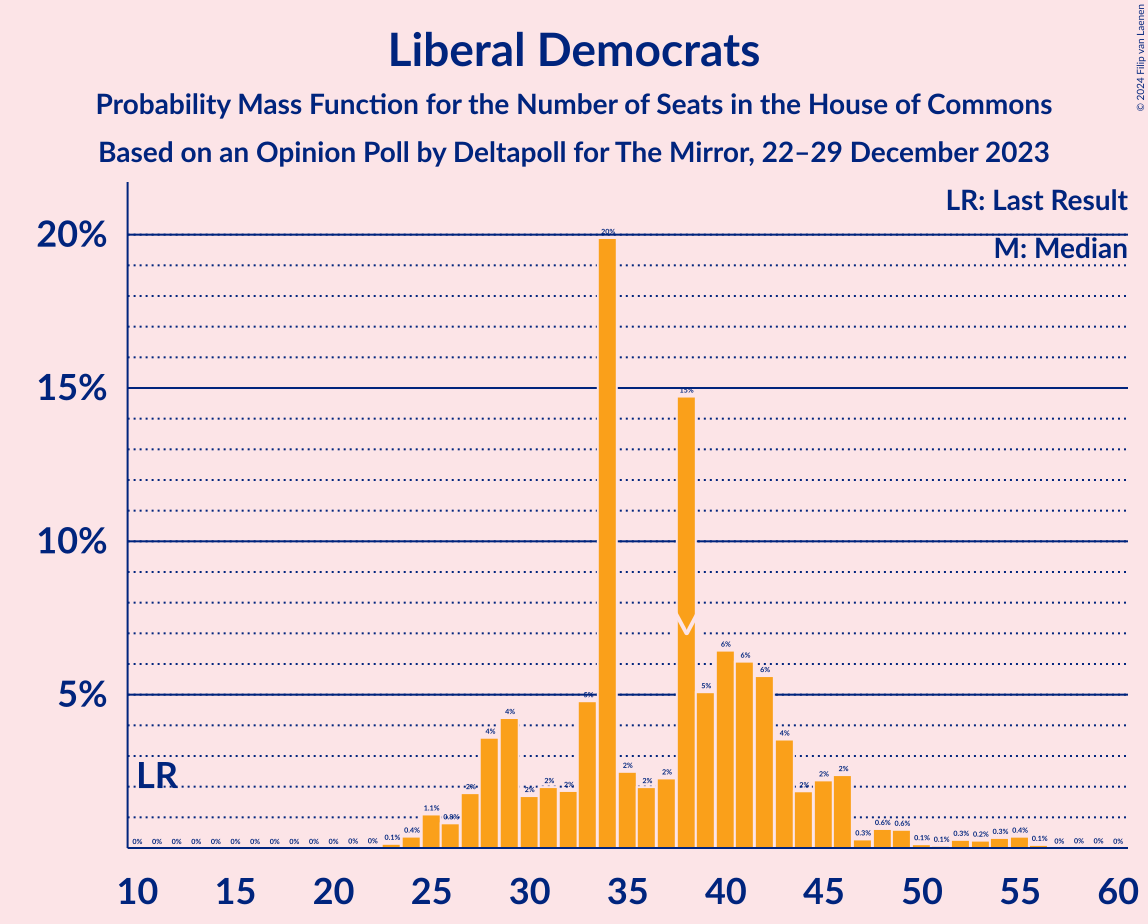 Liberal Democrats
Probability Mass Function for the Number of Seats in the House of Commons
Based on an Opinion Poll by Deltapoll for The Mirror, 22–29 December 2023
© 2024 Filip van Laenen
LR: Last Result
M: Median
20%
15%
10%
5%
LR
M
0% 0% 0% 0% 0% 0% 0% 0% 0% 0% 0% 0% 0% 0.1% 0.4% 1.1% 0.8% 2% 4% 4% 2% 2% 2% 5% 20% 2% 2% 2% 15% 5% 6% 6% 6% 4% 2% 2% 2% 0.3% 0.6% 0.6% 0.1% 0.1% 0.3% 0.2% 0.3% 0.4% 0.1% 0% 0% 0% 0%
10 15 20 25 30 35 40 45 50 55 60